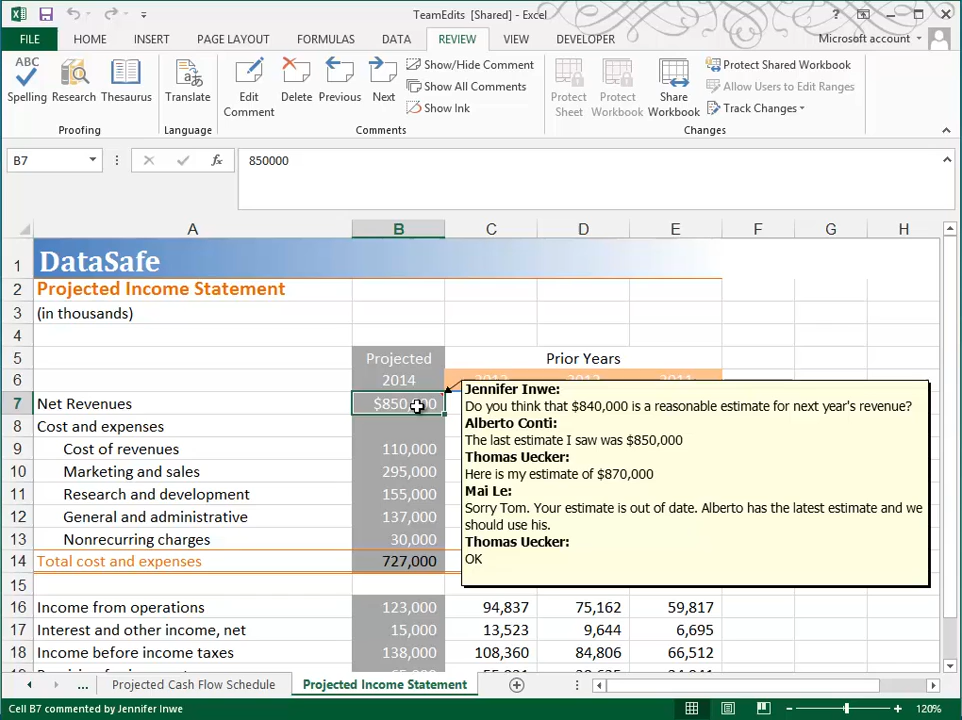 TeamEdits [Shared] - Excel
FILE HOME INSERT PAGE LAYOUT FORMULAS DATA REVIEW VIEW DEVELOPER Microsoft account
ABC
Spelling Research Thesaurus
Proofing
Translate
Language
Edit Comment
Delete Previous Next
Show/Hide Comment
Show All Comments
Show Ink
Comments
Protect Sheet
Protect Workbook
Share Workbook
Protect Shared Workbook
Allow Users to Edit Ranges
Track Changes
Changes
B7 fx 850000
A B C D E F G H
1 DataSafe
2 Projected Income Statement
3 (in thousands)
4
5 Projected Prior Years
6 2014
7 Net Revenues
8 Cost and expenses
9 Cost of revenues 110,000
10 Marketing and sales 295,000
11 Research and development 155,000
12 General and administrative 137,000
13 Nonrecurring charges 30,000
14 Total cost and expenses 727,000
15
16 Income from operations 123,000 94,837 75,162 59,817
17 Interest and other income, net 15,000 13,523 9,644 6,695
18 Income before income taxes 138,000 108,360 84,806 66,512
Jennifer Inwe:
Do you think that $840,000 is a reasonable estimate for next year's revenue?
Alberto Conti:
The last estimate I saw was $850,000
Thomas Uecker:
Here is my estimate of $870,000
Mai Le:
Sorry Tom. Your estimate is out of date. Alberto has the latest estimate and we
should use his.
Thomas Uecker:
OK
... Projected Cash Flow Schedule Projected Income Statement
Cell B7 commented by Jennifer Inwe 120%